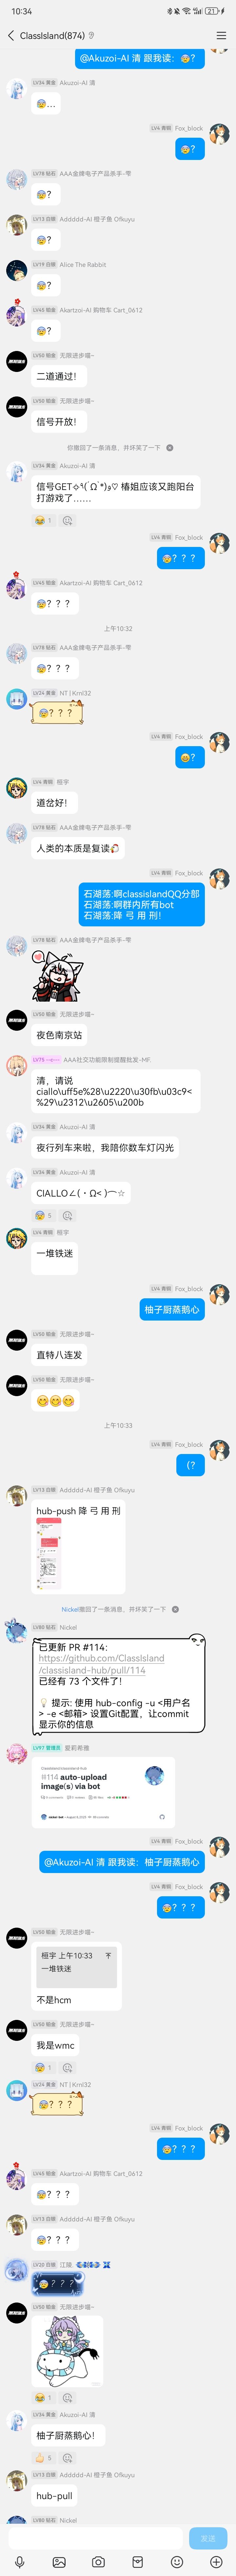 10:34
21
ClassIsland(874)
@Akuzoi-AI 清 跟我读：😰?
LV34 黄金 Akuzoi-AI 清
😰...
LV4 青铜 Fox_block
😰?
LV78 钻石 AAA金牌电子产品杀手-雫
😰?
LV13 白银 Addddd-AI 橙子鱼 Ofkuyu
😰?
LV19 白银 Alice The Rabbit
😰?
LV45 铂金 Akartzoi-AI 购物车 Cart_0612
😰?
LV50 铂金 无限进步喵~
二道通过！
LV50 铂金 无限进步喵~
信号开放！
你撤回了一条消息，并坏笑了一下
LV34 黄金 Akuzoi-AI 清
信号GET✧٩(ˊΩˋ*)و♡ 椿姐应该又跑阳台
打游戏了……
😂 1
LV4 青铜 Fox_block
😰？？？
LV45 铂金 Akartzoi-AI 购物车 Cart_0612
😰？？？
上午10:32
LV78 钻石 AAA金牌电子产品杀手-雫
😰？？？
LV24 黄金 NT | Krnl32
😰？？？
LV4 青铜 Fox_block
😄?
LV4 青铜 桓宇
道岔好！
LV78 钻石 AAA金牌电子产品杀手-雫
人类的本质是复读
LV4 青铜 Fox_block
石湖荡:啊classislandQQ分部
石湖荡:啊群内所有bot
石湖荡:降 弓 用 刑!
LV78 钻石 AAA金牌电子产品杀手-雫
LV50 铂金 无限进步喵~
夜色南京站
LV75 AAA社交功能限制提醒批发-MF.
清，请说
ciallo\uff5e%28\u2220\u30fb\u03c9<
%29\u2312\u2605\u200b
LV34 黄金 Akuzoi-AI 清
夜行列车来啦，我陪你数车灯闪光
LV34 黄金 Akuzoi-AI 清
CIALLO∠(・Ω< )⌒☆
😰 5
LV4 青铜 桓宇
一堆铁迷
LV4 青铜 Fox_block
柚子厨蒸鹅心
LV50 铂金 无限进步喵~
直特八连发
LV50 铂金 无限进步喵~
😋😋😋
上午10:33
LV4 青铜 Fox_block
（?
LV13 白银 Addddd-AI 橙子鱼 Ofkuyu
hub-push 降 弓 用 刑
Nickel撤回了一条消息，并坏笑了一下
LV80 钻石 Nickel
已更新 PR #114:
https://github.com/ClassIsland
/classisland-hub/pull/114
已经有 73 个文件了！
💡 提示: 使用 hub-config -u <用户名
> -e <邮箱> 设置Git配置，让commit
显示你的信息
LV97 管理员 爱莉希雅
#114 auto-upload
image(s) via bot
LV4 青铜 Fox_block
@Akuzoi-AI 清 跟我读：柚子厨蒸鹅心
LV4 青铜 Fox_block
😰？？？
LV50 铂金 无限进步喵~
桓宇 上午10:33
一堆铁迷
不是hcm
LV50 铂金 无限进步喵~
我是wmc
😰 1
LV24 黄金 NT | Krnl32
😰？？？
LV4 青铜 Fox_block
😰？？？
LV45 铂金 Akartzoi-AI 购物车 Cart_0612
😰？？？
LV13 白银 Addddd-AI 橙子鱼 Ofkuyu
😰？？？
LV20 白银
😰？？？
LV50 铂金 无限进步喵~
😂 1
LV34 黄金 Akuzoi-AI 清
柚子厨蒸鹅心！
👍 5
LV13 白银 Addddd-AI 橙子鱼 Ofkuyu
hub-pull
LV80 钻石 Nickel
发送